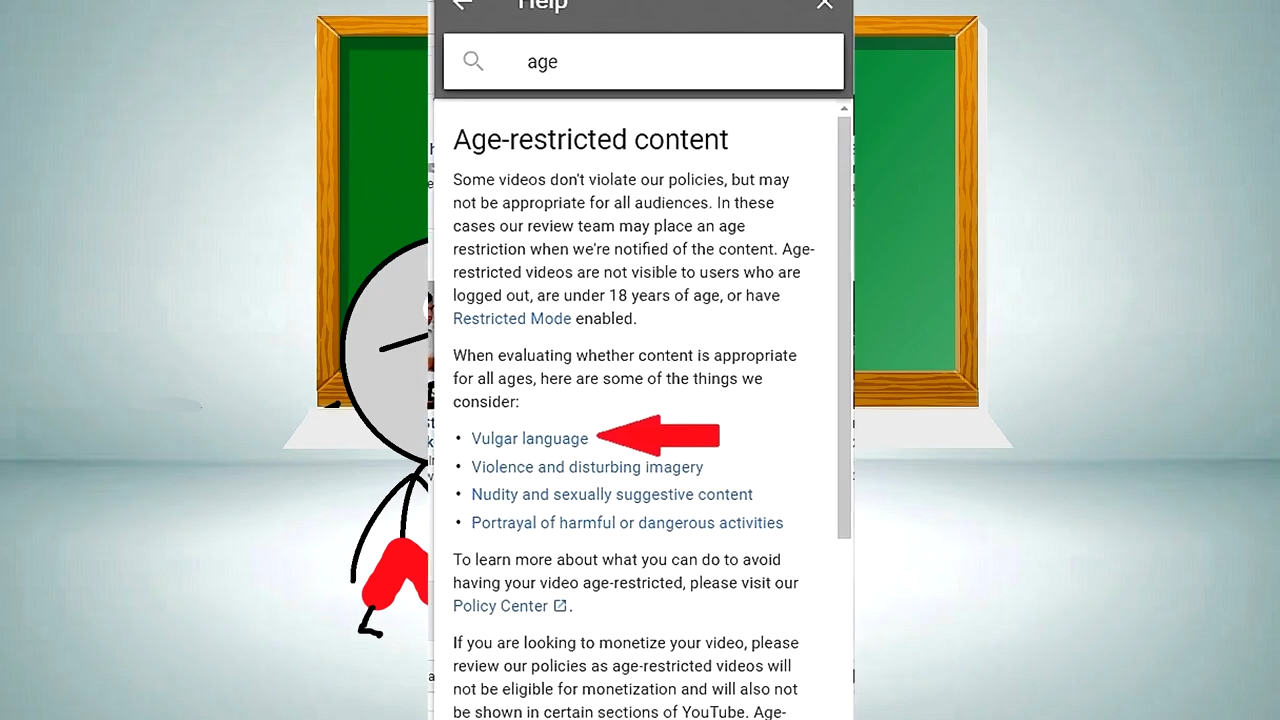 Help
age
Age-restricted content
Some videos don't violate our policies, but may
not be appropriate for all audiences. In these
cases our review team may place an age
restriction when we're notified of the content. Age-
restricted videos are not visible to users who are
logged out, are under 18 years of age, or have
Restricted Mode enabled.
When evaluating whether content is appropriate
for all ages, here are some of the things we
consider:
• Vulgar language
• Violence and disturbing imagery
• Nudity and sexually suggestive content
• Portrayal of harmful or dangerous activities
To learn more about what you can do to avoid
having your video age-restricted, please visit our
Policy Center.
If you are looking to monetize your video, please
review our policies as age-restricted videos will
not be eligible for monetization and will also not
be shown in certain sections of YouTube. Age-